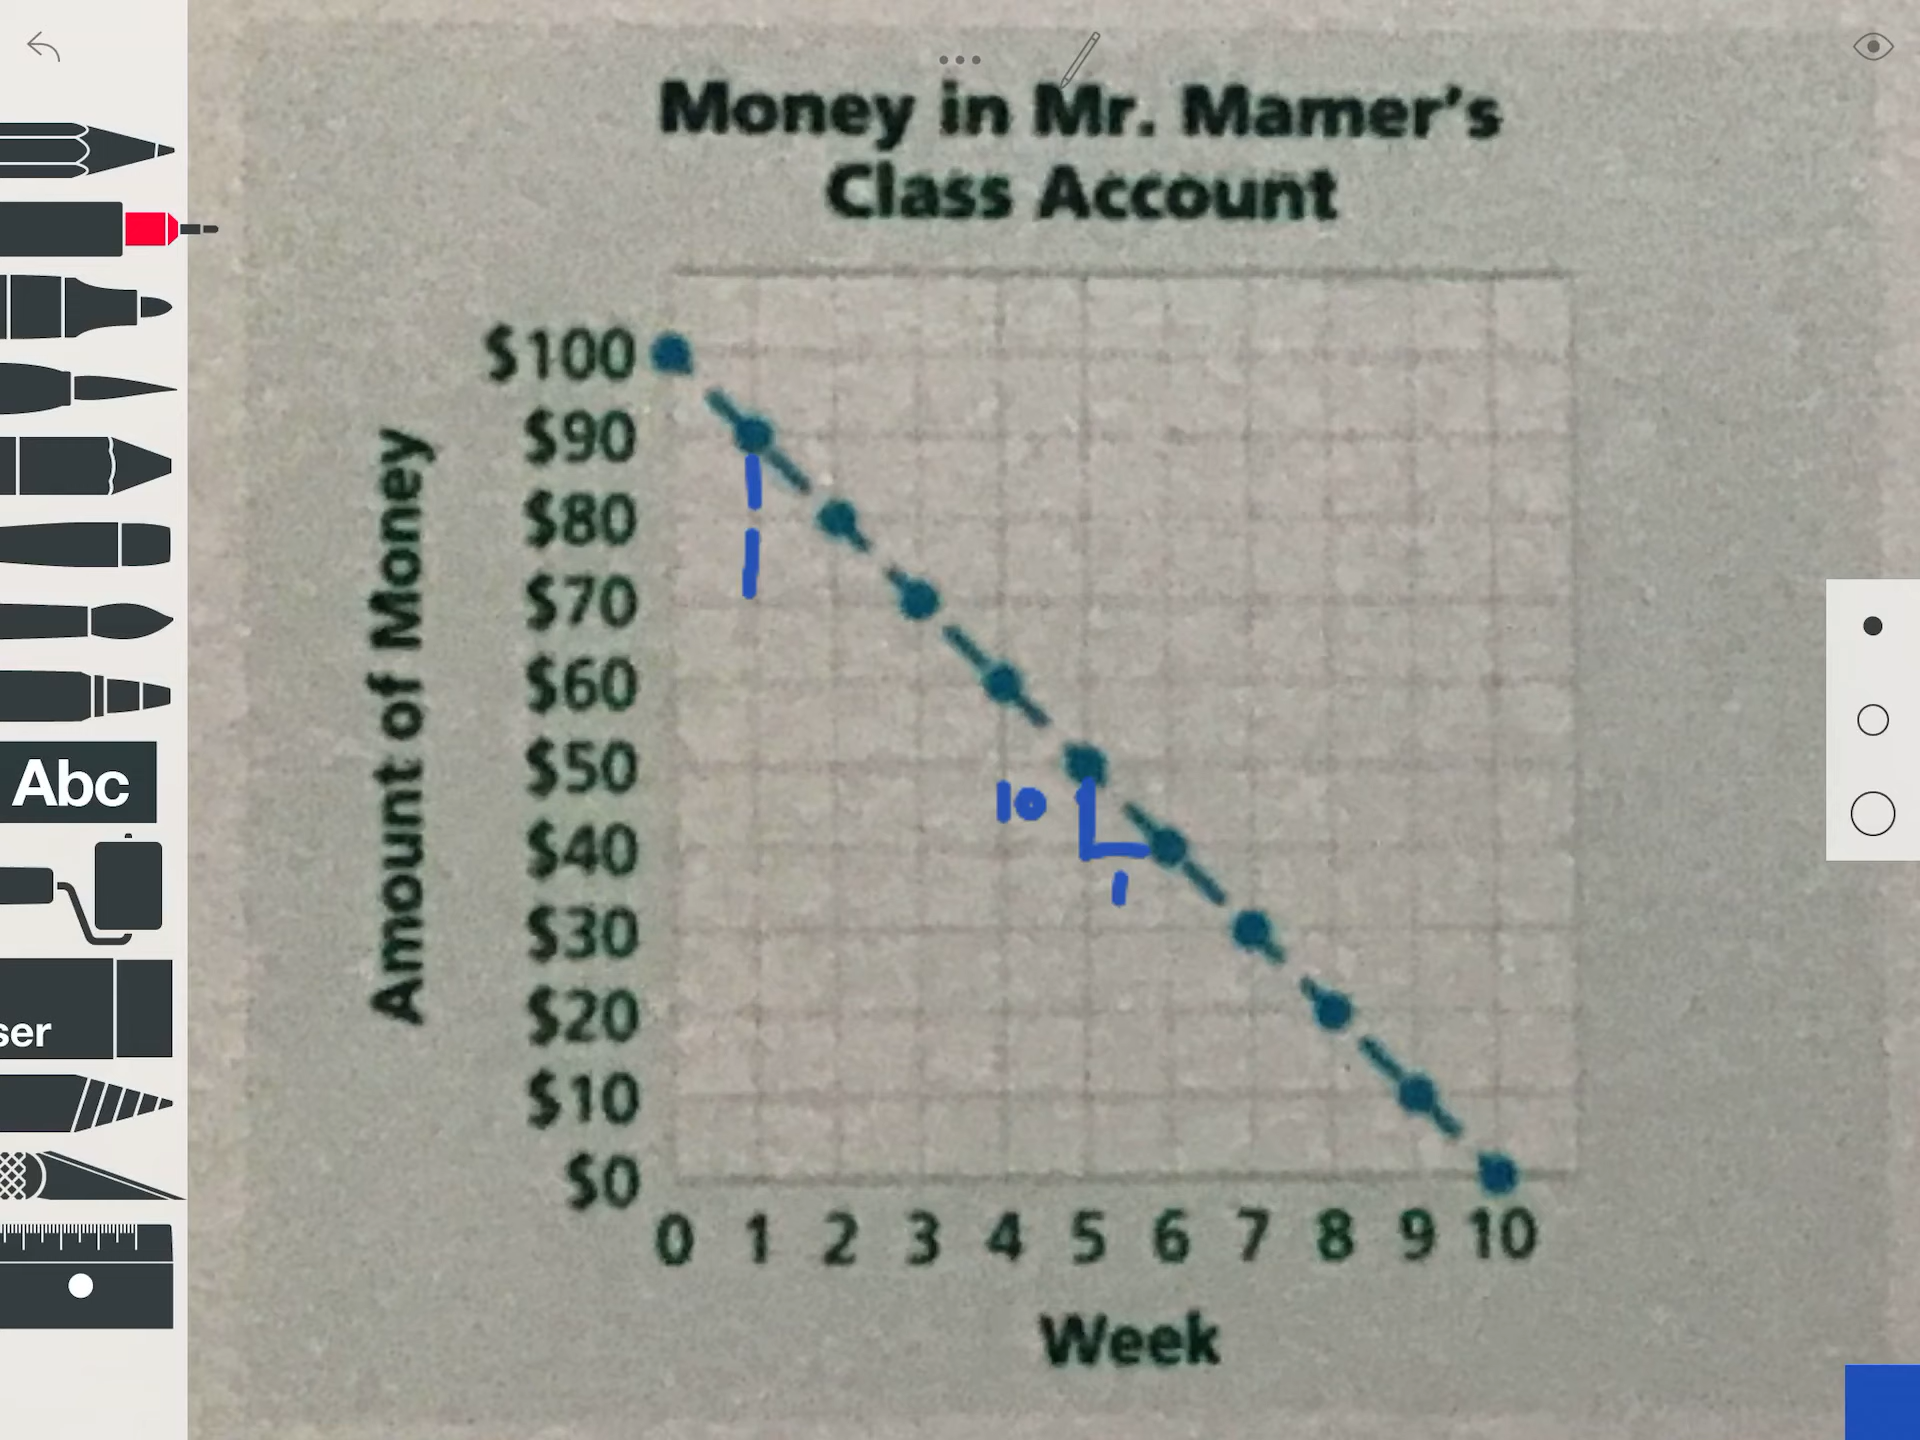 Money in Mr. Mamer's
Class Account
Amount of Money
$100
$90
$80
$70
$60
$50
$40
$30
$20
$10
$0
10
1
0 1 2 3 4 5 6 7 8 9 10
Week
Abc
ser